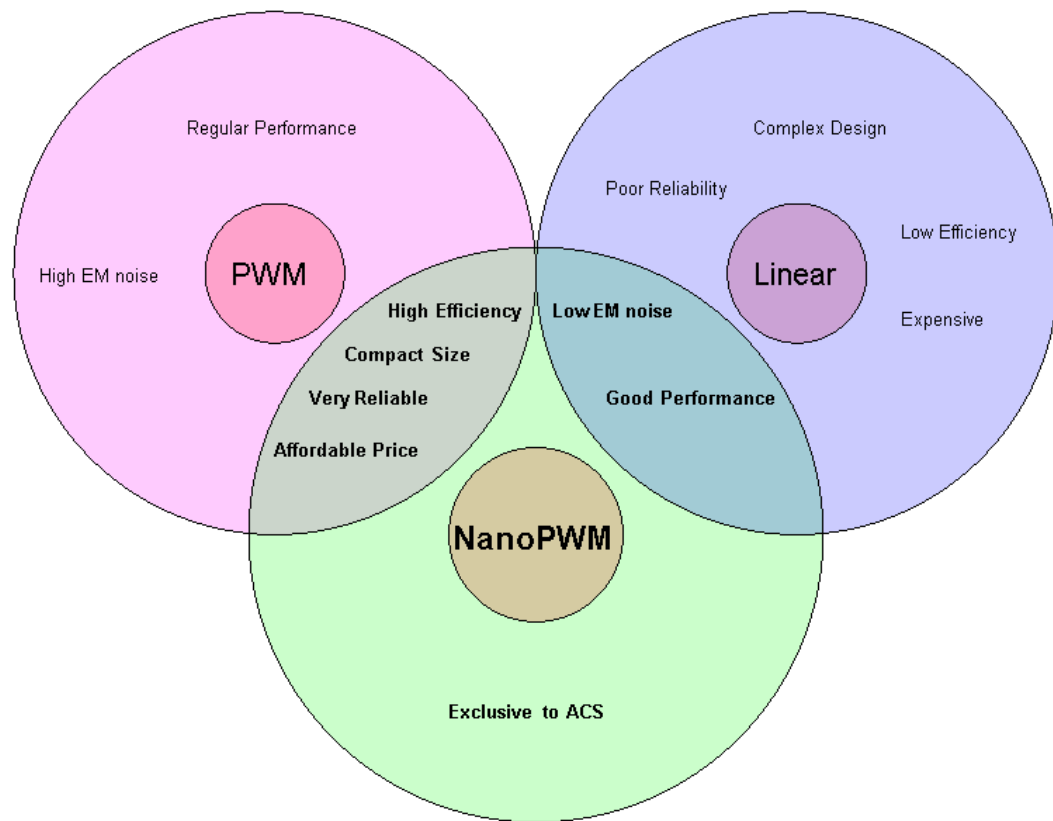 Regular Performance
Complex Design
Poor Reliability
Low Efficiency
High EM noise
PWM
Linear
High Efficiency
Low EM noise
Expensive
Compact Size
Very Reliable
Good Performance
Affordable Price
NanoPWM
Exclusive to ACS